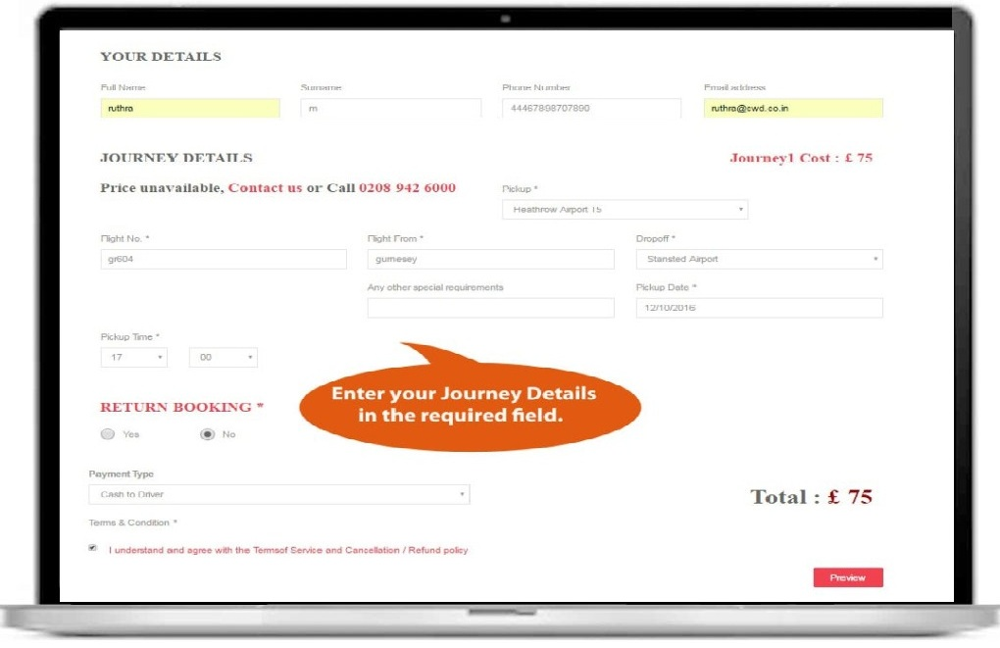 YOUR DETAILS
Full Name Surname Phone Number Email address
ruthra m 44467898707890 ruthra@cwd.co.in
JOURNEY DETAILS Journey1 Cost : £ 75
Price unavailable, Contact us or Call 0208 942 6000
Pickup *
Heathrow Airport T5
Flight No. * Flight From * Dropoff *
gr604 gurnesey Stansted Airport
Any other special requirements Pickup Date *
12/10/2016
Pickup Time *
17 00
Enter your Journey Details
in the required field.
RETURN BOOKING *
Yes No
Payment Type
Cash to Driver
Total : £ 75
Terms & Condition *
I understand and agree with the Termsof Service and Cancellation / Refund policy
Preview